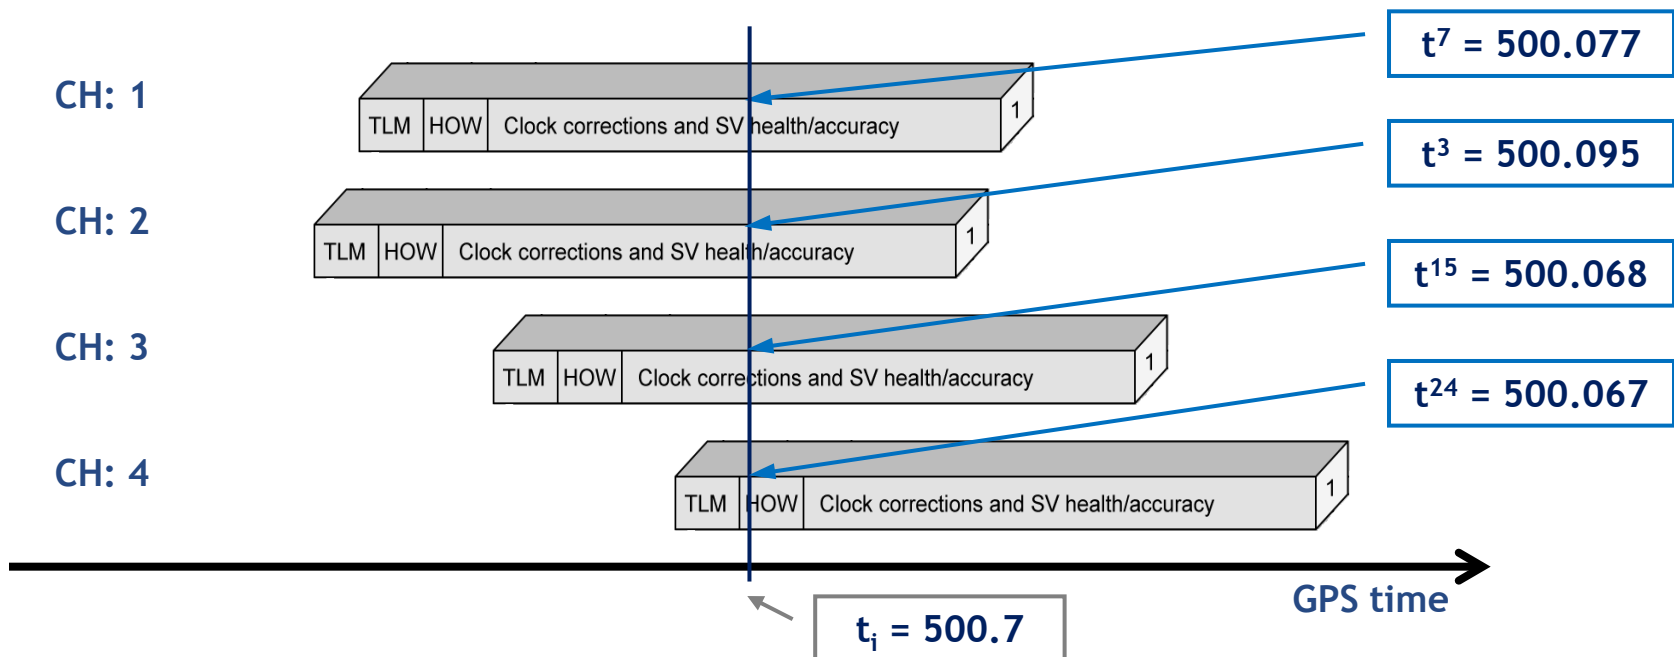 t⁷ = 500.077
CH: 1
TLM HOW Clock corrections and SV health/accuracy 1
t³ = 500.095
CH: 2
TLM HOW Clock corrections and SV health/accuracy 1
t¹⁵ = 500.068
CH: 3
TLM HOW Clock corrections and SV health/accuracy 1
t²⁴ = 500.067
CH: 4
TLM HOW Clock corrections and SV health/accuracy 1
GPS time
tᵢ = 500.7